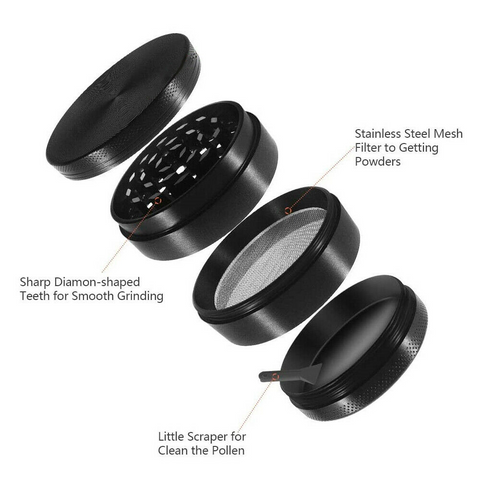 Stainless Steel Mesh
Filter to Getting
Powders
Sharp Diamon-shaped
Teeth for Smooth Grinding
Little Scraper for
Clean the Pollen